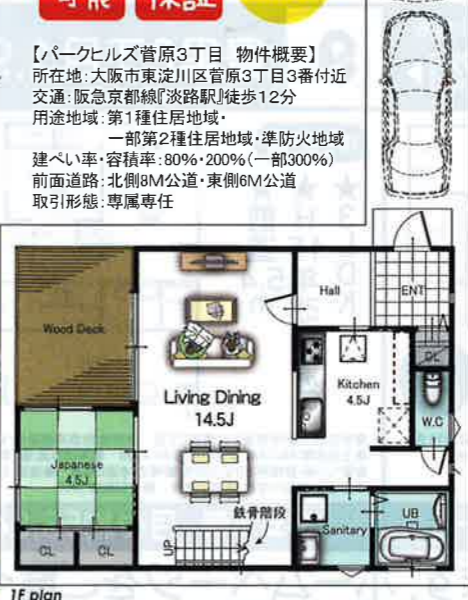 可能 保証
【パークヒルズ菅原3丁目 物件概要】
所在地:大阪市東淀川区菅原3丁目3番付近
交通:阪急京都線『淡路駅』徒歩12分
用途地域:第1種住居地域・
一部第2種住居地域・準防火地域
建ぺい率・容積率:80%・200%(一部300%)
前面道路:北側8M公道・東側6M公道
取引形態:専属専任
Hall
ENT
Wood Deck
CL
Living Dining
14.5J
Kitchen
4.5J
W.C
Japanese
4.5J
鉄骨階段
UP
Sanitary
UB
CL
CL
1F plan